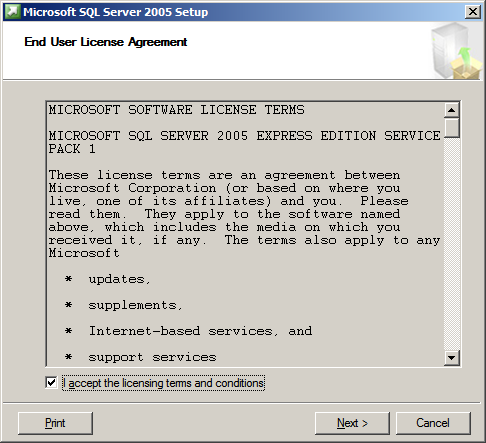 Microsoft SQL Server 2005 Setup
End User License Agreement
MICROSOFT SOFTWARE LICENSE TERMS
MICROSOFT SQL SERVER 2005 EXPRESS EDITION SERVICE
PACK 1
These license terms are an agreement between
Microsoft Corporation (or based on where you
live, one of its affiliates) and you.  Please
read them.  They apply to the software named
above, which includes the media on which you
received it, if any.  The terms also apply to any
Microsoft
*  updates,
*  supplements,
*  Internet-based services, and
*  support services
I accept the licensing terms and conditions
Print
Next >
Cancel